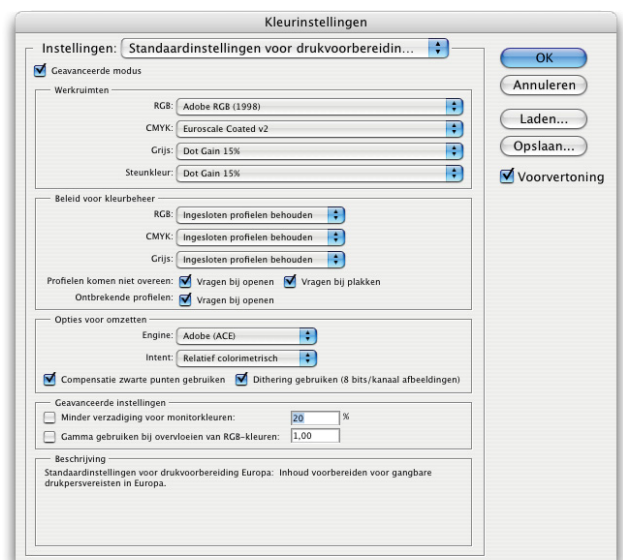 Kleurinstellingen
Instellingen: Standaardinstellingen voor drukvoorbereidin...
OK
Geavanceerde modus
Annuleren
Werkruimten
RGB: Adobe RGB (1998)
Laden...
CMYK: Euroscale Coated v2
Grijs: Dot Gain 15%
Opslaan...
Steunkleur: Dot Gain 15%
Voorvertoning
Beleid voor kleurbeheer
RGB: Ingesloten profielen behouden
CMYK: Ingesloten profielen behouden
Grijs: Ingesloten profielen behouden
Profielen komen niet overeen: Vragen bij openen Vragen bij plakken
Ontbrekende profielen: Vragen bij openen
Opties voor omzetten
Engine: Adobe (ACE)
Intent: Relatief colorimetrisch
Compensatie zwarte punten gebruiken Dithering gebruiken (8 bits/kanaal afbeeldingen)
Geavanceerde instellingen
Minder verzadiging voor monitorkleuren: 20 %
Gamma gebruiken bij overvloeien van RGB-kleuren: 1,00
Beschrijving
Standaardinstellingen voor drukvoorbereiding Europa: Inhoud voorbereiden voor gangbare
drukpersvereisten in Europa.